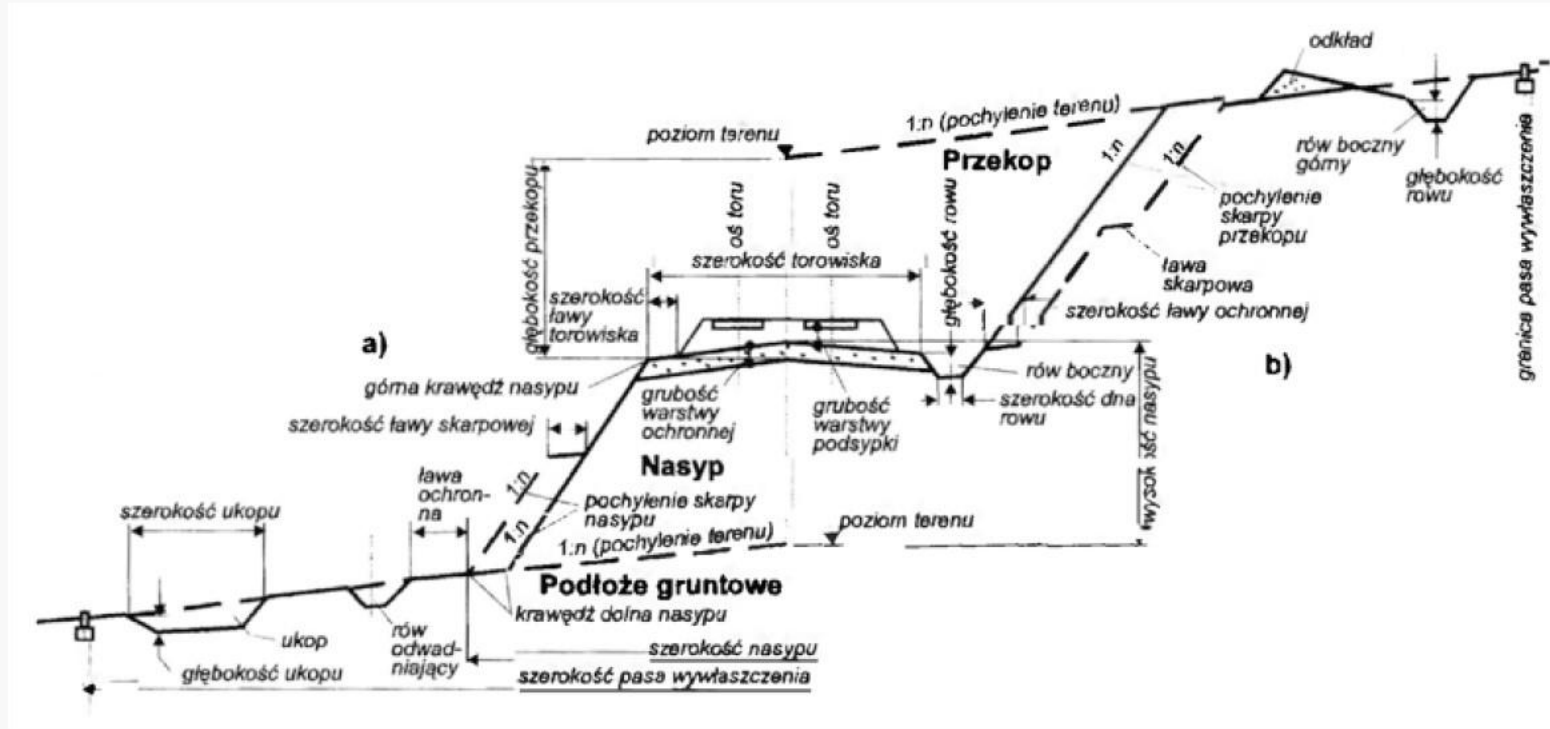 odkład
1:n (pochylenie terenu)
poziom terenu
Przekop
1:n
1:n
rów boczny
górny
głębokość
rowu
pochylenie
skarpy
przekopu
granica pasa wywłaszczenie
głębokość przekopu
oś toru
oś toru
głębokość rowu
szerokość torowiska
ława
skarpowa
szerokość
ławy
torowiska
szerokość ławy ochronnej
a)
b)
górna krawędź nasypu
rów boczny
grubość
warstwy
ochronnej
grubość
warstwy
podsypki
szerokość dna
rowu
wysokość nasypu
szerokość ławy skarpowej
Nasyp
ława
ochron-
na
1:n
pochylenie skarpy
nasypu
szerokość ukopu
1:n
1:n (pochylenie terenu)
poziom terenu
Podłoże gruntowe
krawędź dolna nasypu
ukop
rów
odwad-
niający
głębokość ukopu
szerokość nasypu
szerokość pasa wywłaszczenia